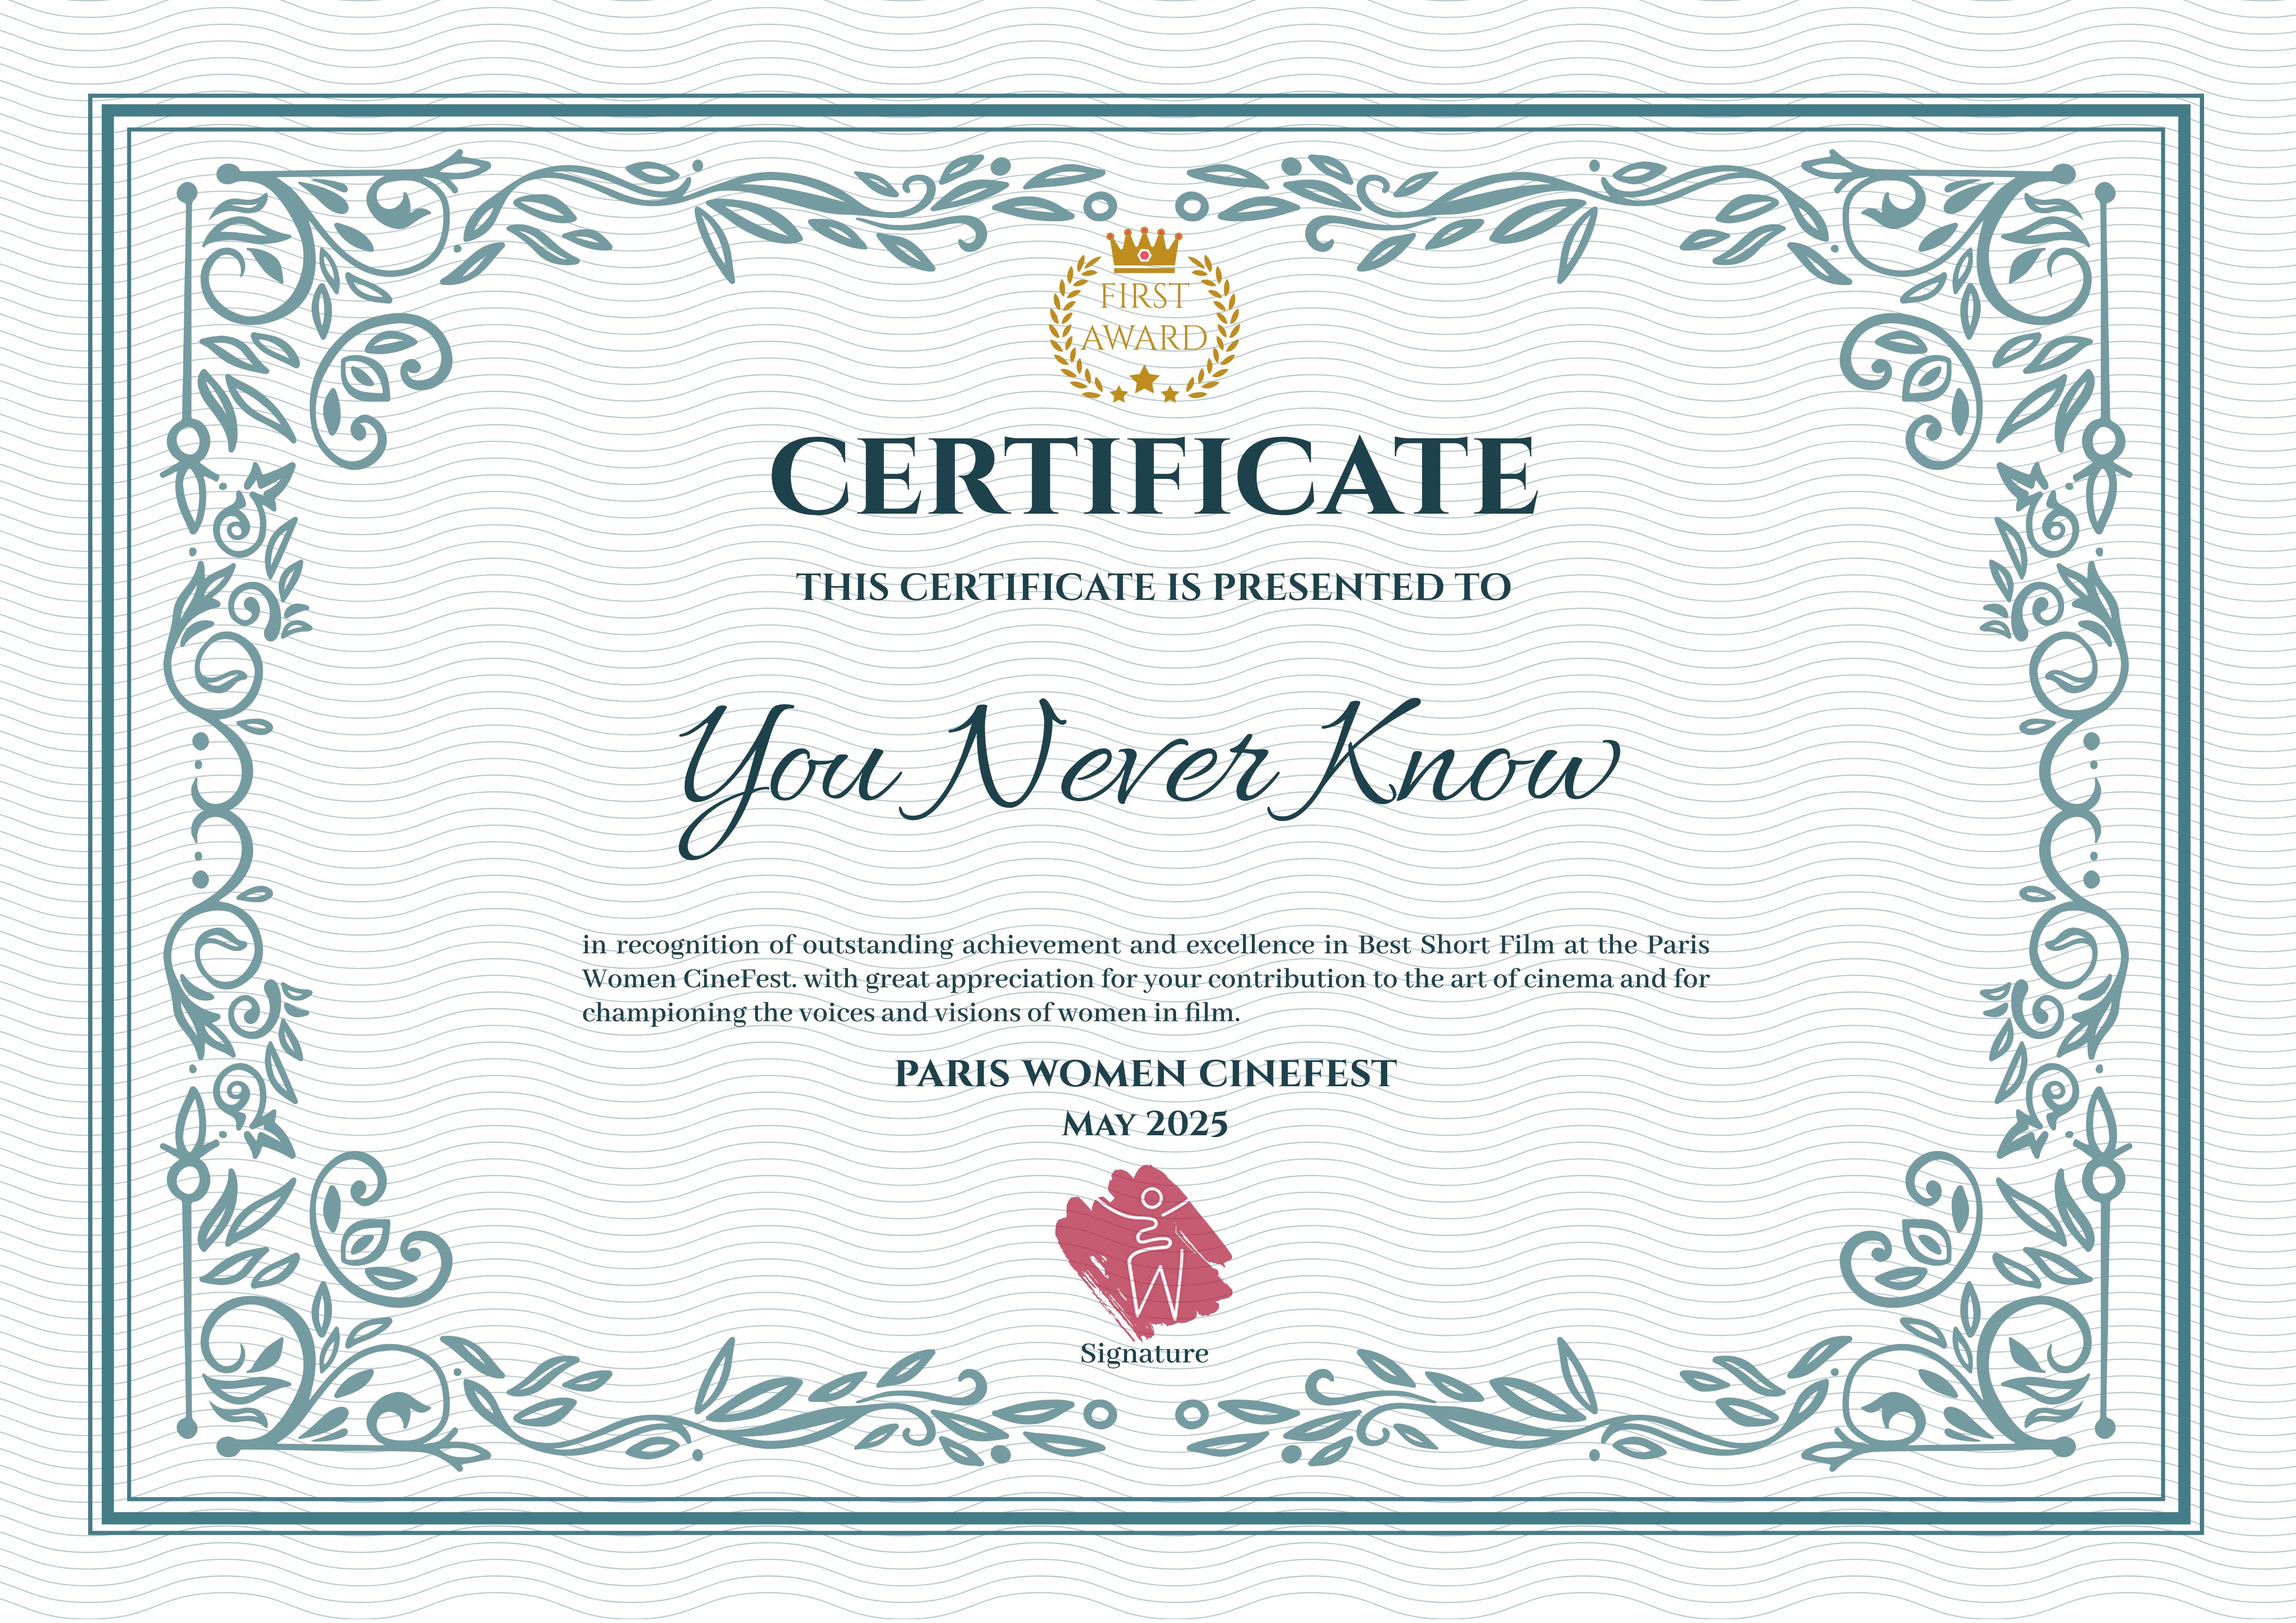 FIRST
AWARD
CERTIFICATE
THIS CERTIFICATE IS PRESENTED TO
You Never Know
in recognition of outstanding achievement and excellence in Best Short Film at the Paris
Women CineFest. with great appreciation for your contribution to the art of cinema and for
championing the voices and visions of women in film.
PARIS WOMEN CINEFEST
MAY 2025
W
Signature